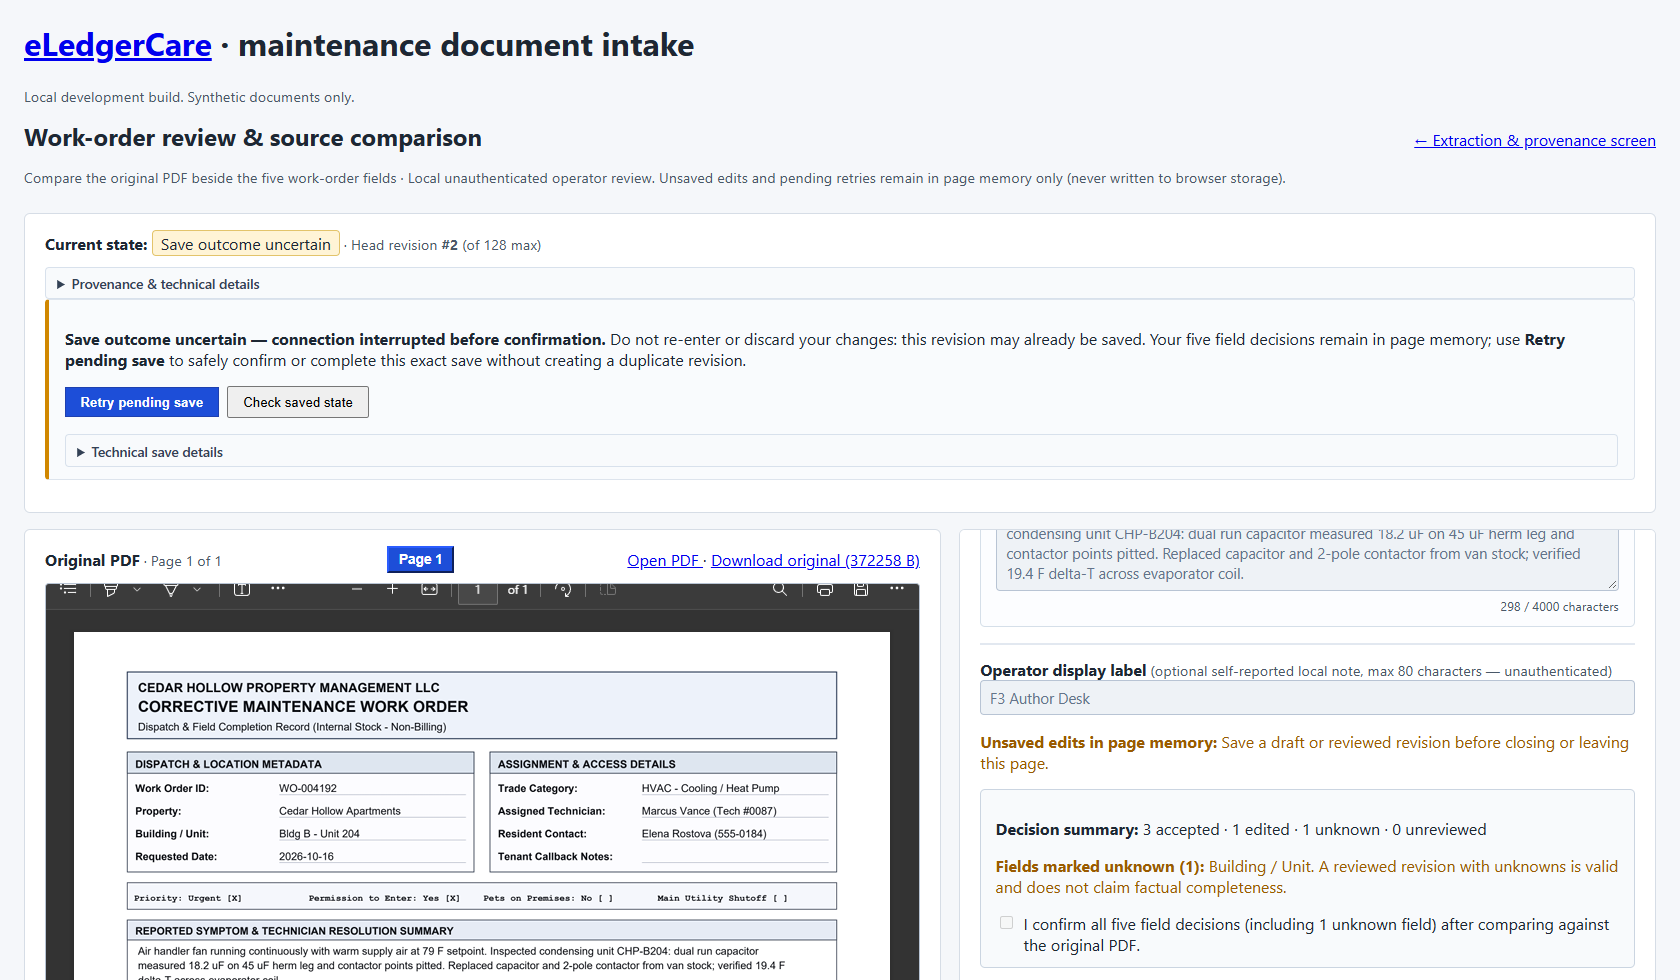 eLedgerCare · maintenance document intake
Local development build. Synthetic documents only.
Work-order review & source comparison
← Extraction & provenance screen
Compare the original PDF beside the five work-order fields · Local unauthenticated operator review. Unsaved edits and pending retries remain in page memory only (never written to browser storage).
Current state: Save outcome uncertain · Head revision #2 (of 128 max)
▶ Provenance & technical details
Save outcome uncertain — connection interrupted before confirmation. Do not re-enter or discard your changes: this revision may already be saved. Your five field decisions remain in page memory; use Retry
pending save to safely confirm or complete this exact save without creating a duplicate revision.
Retry pending save
Check saved state
▶ Technical save details
Original PDF · Page 1 of 1
Page 1
Open PDF · Download original (372258 B)
1 of 1
CEDAR HOLLOW PROPERTY MANAGEMENT LLC
CORRECTIVE MAINTENANCE WORK ORDER
Dispatch & Field Completion Record (Internal Stock - Non-Billing)
DISPATCH & LOCATION METADATA
Work Order ID: WO-004192
Property: Cedar Hollow Apartments
Building / Unit: Bldg B - Unit 204
Requested Date: 2026-10-16
ASSIGNMENT & ACCESS DETAILS
Trade Category: HVAC - Cooling / Heat Pump
Assigned Technician: Marcus Vance (Tech #0087)
Resident Contact: Elena Rostova (555-0184)
Tenant Callback Notes:
Priority: Urgent [X] Permission to Enter: Yes [X] Pets on Premises: No [ ] Main Utility Shutoff [ ]
REPORTED SYMPTOM & TECHNICIAN RESOLUTION SUMMARY
Air handler fan running continuously with warm supply air at 79 F setpoint. Inspected condensing unit CHP-B204: dual run capacitor
measured 18.2 uF on 45 uF herm leg and contactor points pitted. Replaced capacitor and 2-pole contactor from van stock; verified 19.4 F
delta-T across evaporator coil.
condensing unit CHP-B204: dual run capacitor measured 18.2 uF on 45 uF herm leg and
contactor points pitted. Replaced capacitor and 2-pole contactor from van stock; verified
19.4 F delta-T across evaporator coil.
298 / 4000 characters
Operator display label (optional self-reported local note, max 80 characters — unauthenticated)
F3 Author Desk
Unsaved edits in page memory: Save a draft or reviewed revision before closing or leaving
this page.
Decision summary: 3 accepted · 1 edited · 1 unknown · 0 unreviewed
Fields marked unknown (1): Building / Unit. A reviewed revision with unknowns is valid
and does not claim factual completeness.
I confirm all five field decisions (including 1 unknown field) after comparing against
the original PDF.